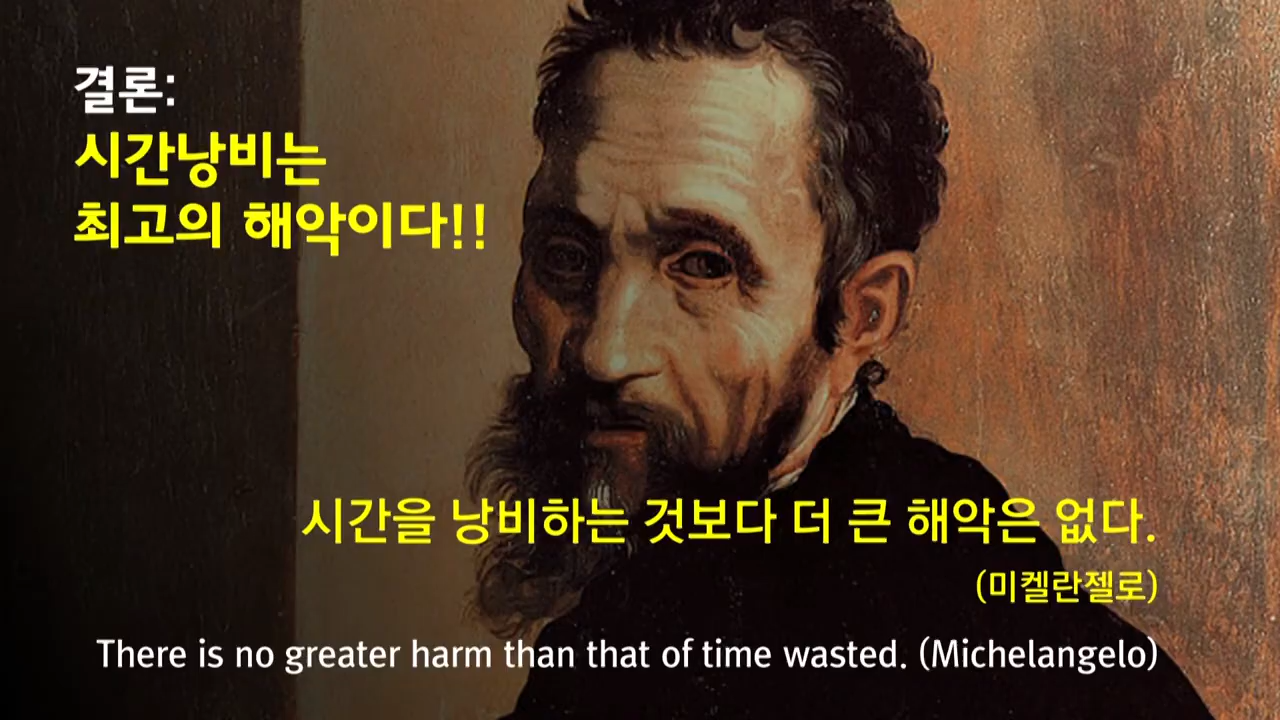 결론:
시간낭비는
최고의 해악이다!!
시간을 낭비하는 것보다 더 큰 해악은 없다.
(미켈란젤로)
There is no greater harm than that of time wasted. (Michelangelo)